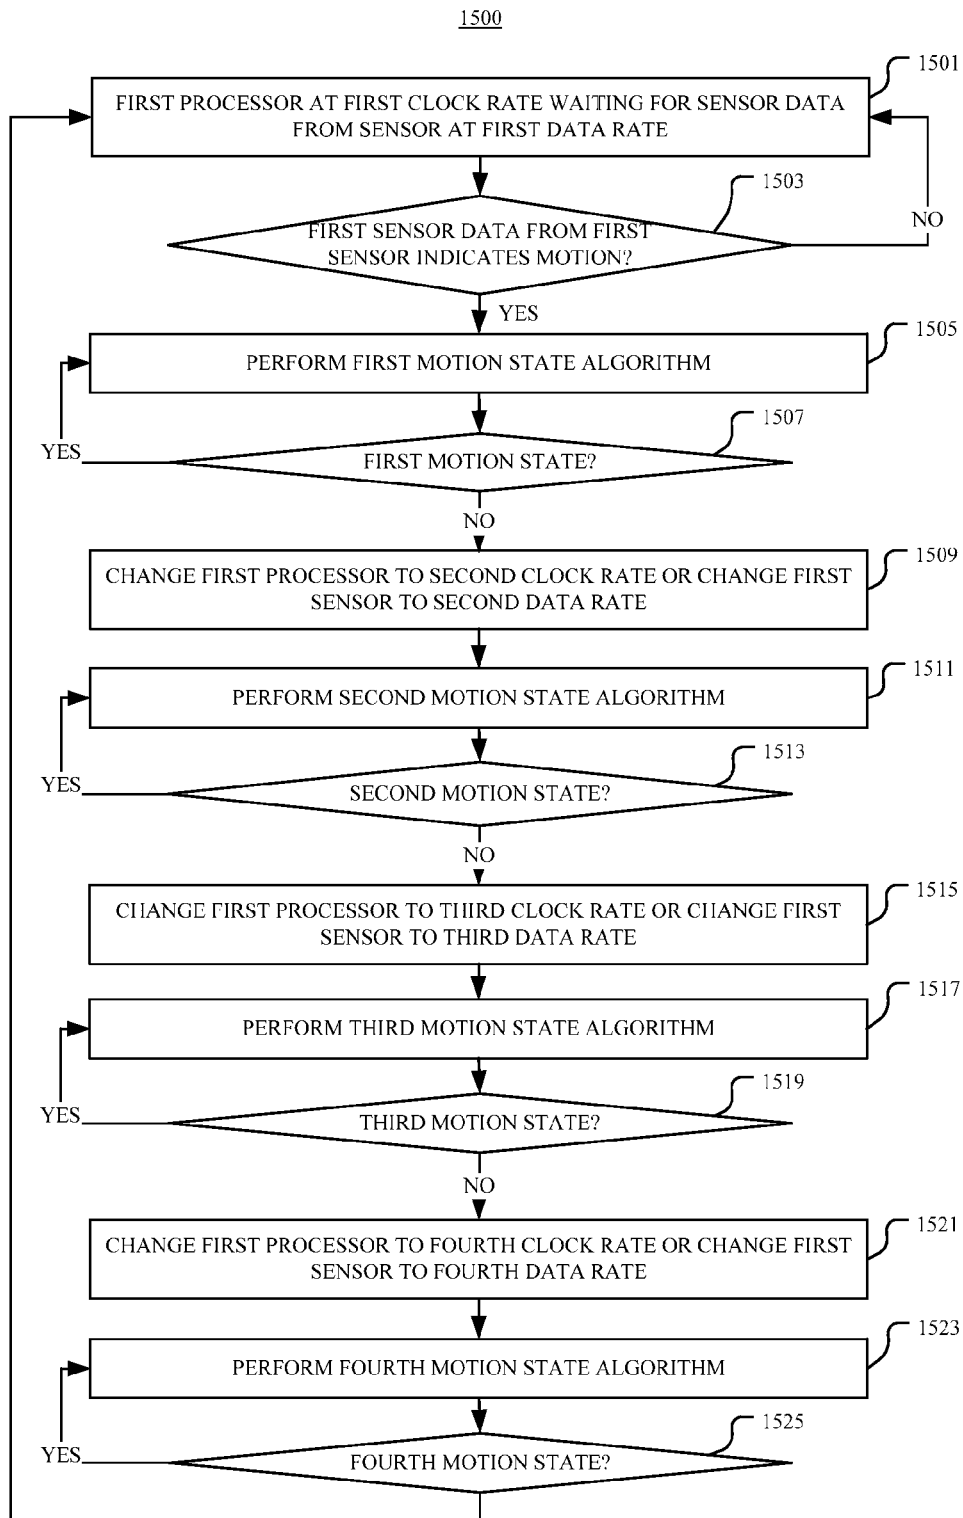 1500
1501
FIRST PROCESSOR AT FIRST CLOCK RATE WAITING FOR SENSOR DATA
FROM SENSOR AT FIRST DATA RATE
1503
FIRST SENSOR DATA FROM FIRST
SENSOR INDICATES MOTION?
NO
YES
1505
PERFORM FIRST MOTION STATE ALGORITHM
1507
YES
FIRST MOTION STATE?
NO
1509
CHANGE FIRST PROCESSOR TO SECOND CLOCK RATE OR CHANGE FIRST
SENSOR TO SECOND DATA RATE
1511
PERFORM SECOND MOTION STATE ALGORITHM
1513
YES
SECOND MOTION STATE?
NO
1515
CHANGE FIRST PROCESSOR TO THIRD CLOCK RATE OR CHANGE FIRST
SENSOR TO THIRD DATA RATE
1517
PERFORM THIRD MOTION STATE ALGORITHM
1519
YES
THIRD MOTION STATE?
NO
1521
CHANGE FIRST PROCESSOR TO FOURTH CLOCK RATE OR CHANGE FIRST
SENSOR TO FOURTH DATA RATE
1523
PERFORM FOURTH MOTION STATE ALGORITHM
1525
YES
FOURTH MOTION STATE?